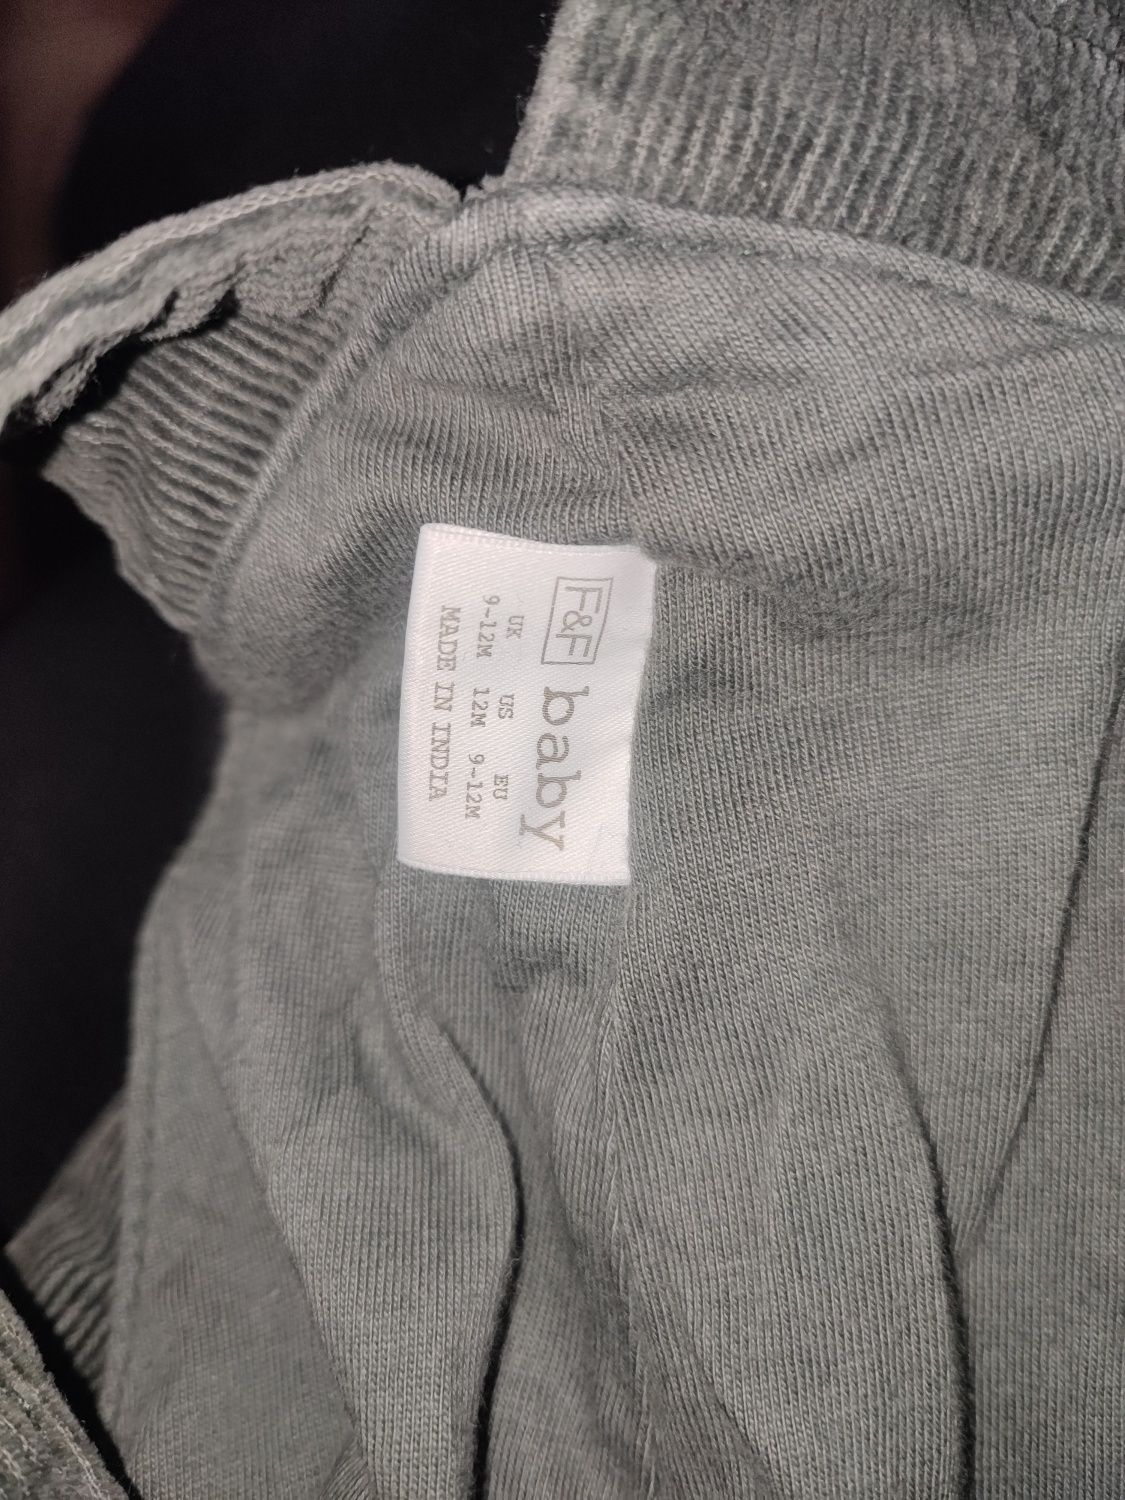 F&F baby
UK US EU
9-12M 12M 9-12M
MADE IN INDIA